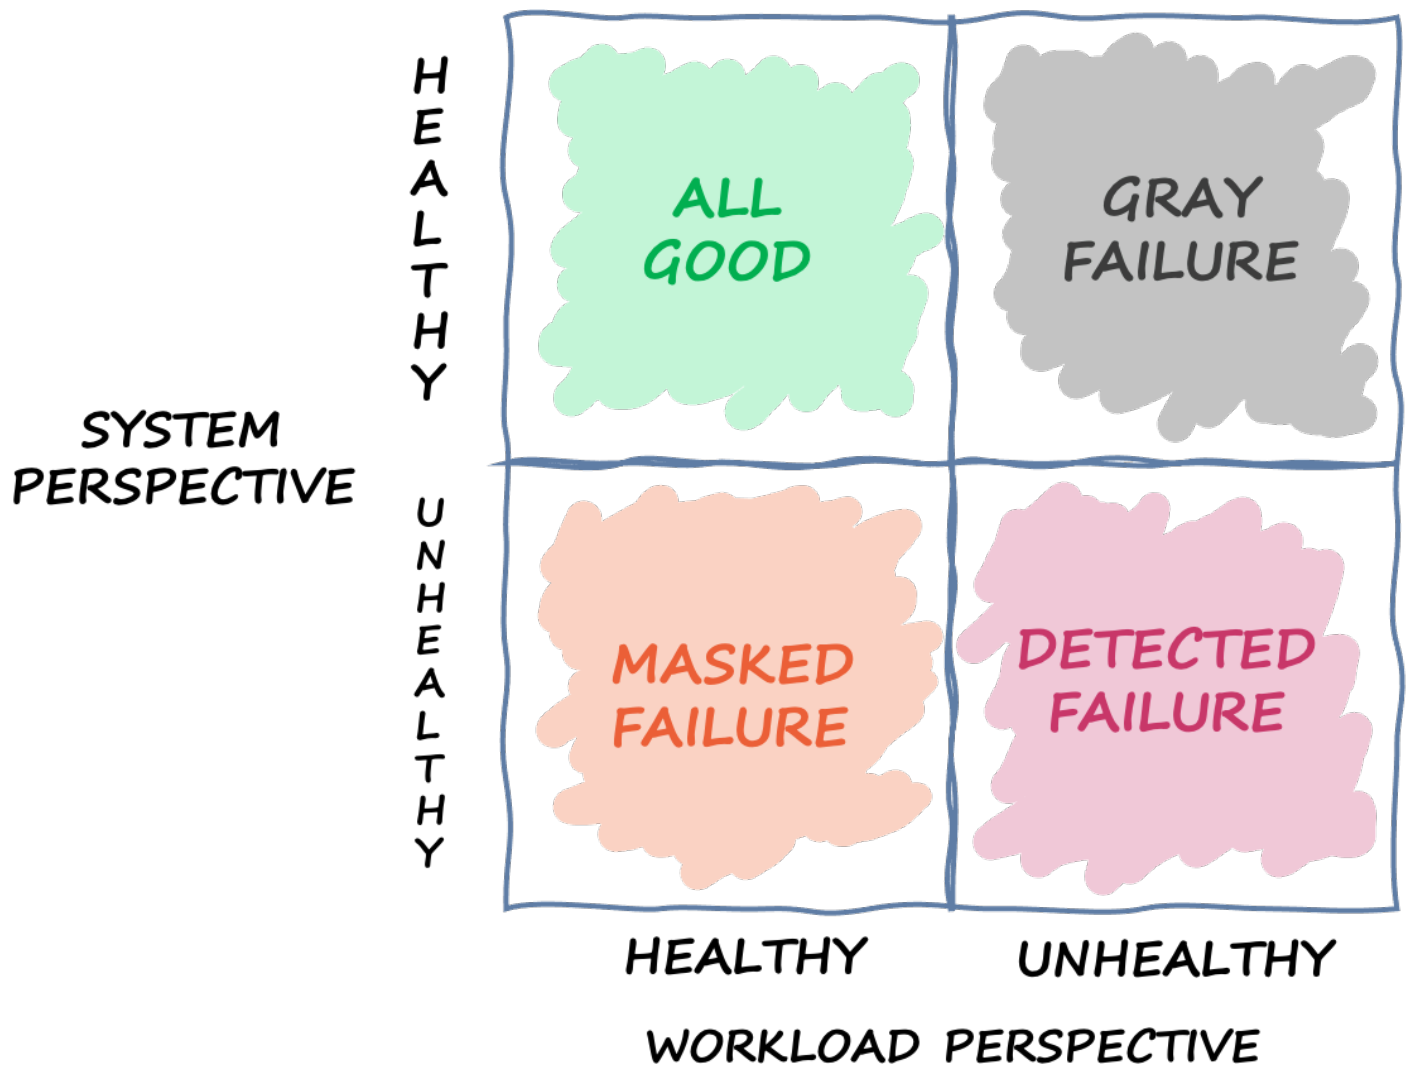 HEALTHY
ALL
GOOD
GRAY
FAILURE
SYSTEM
PERSPECTIVE
UNHEALTHY
MASKED
FAILURE
DETECTED
FAILURE
HEALTHY
UNHEALTHY
WORKLOAD PERSPECTIVE